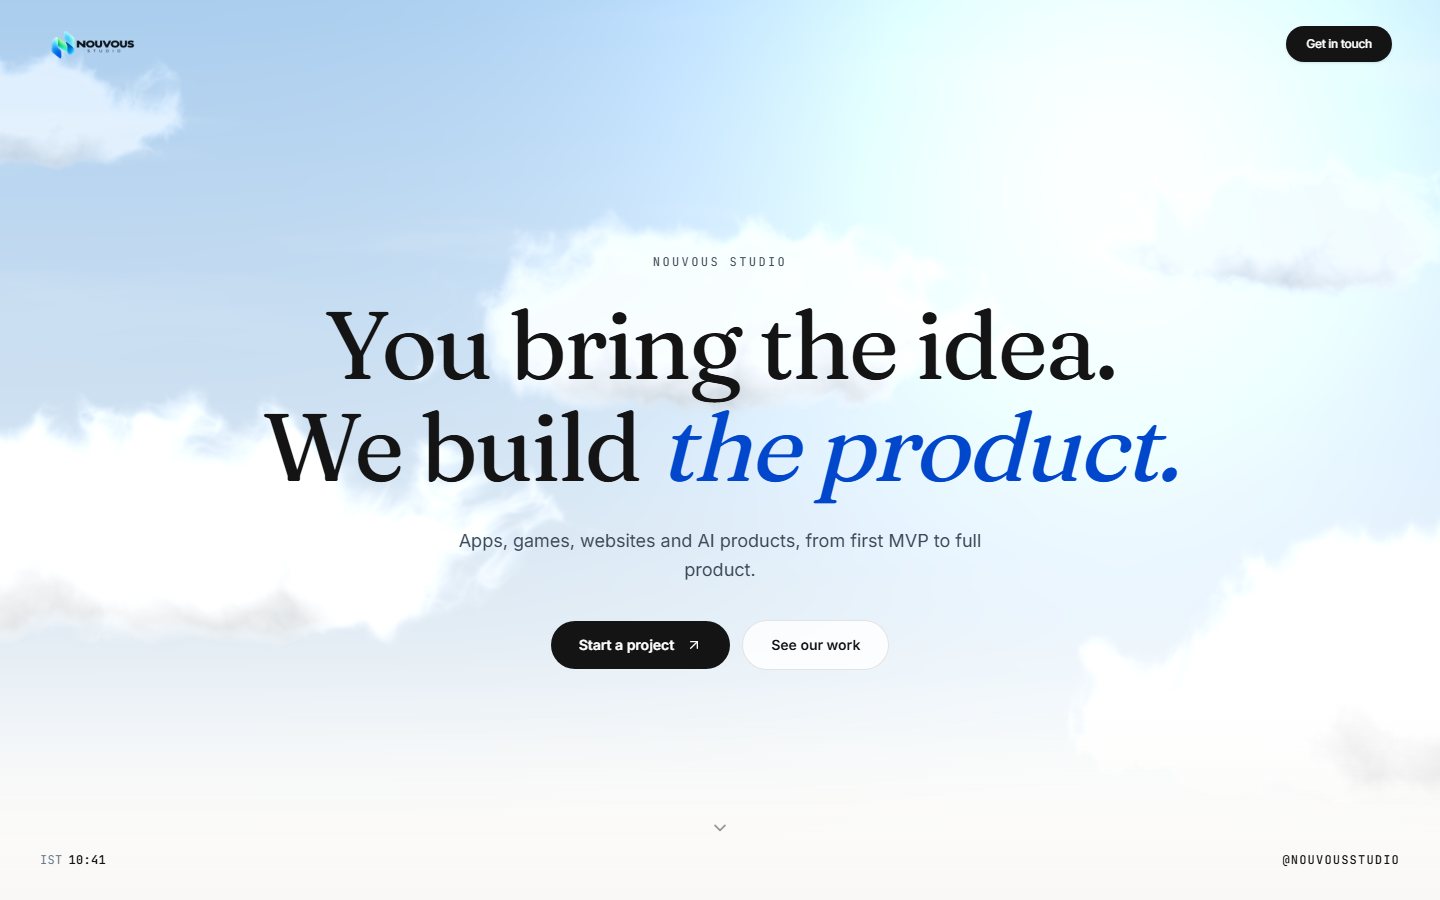 NOUVOUS
STUDIO
Get in touch
NOUVOUS STUDIO
You bring the idea.
We build the product.
Apps, games, websites and AI products, from first MVP to full
product.
Start a project
See our work
IST 10:41
@NOUVOUSSTUDIO